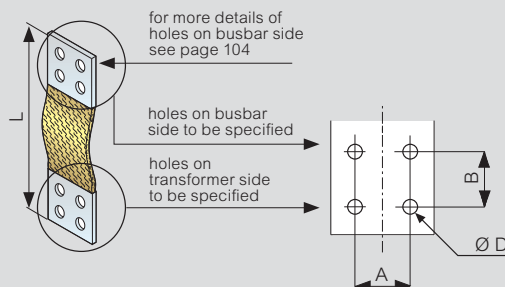 for more details of
holes on busbar side
see page 104
L
holes on busbar
side to be specified
holes on
transformer side
to be specified
B
Ø D
A